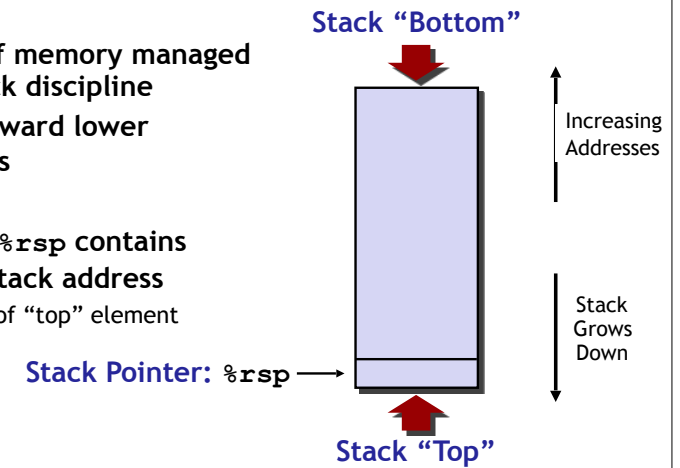 Stack “Bottom”
f memory managed
k discipline
ward lower
s
%rsp contains
tack address
of “top” element
Stack Pointer: %rsp
Stack “Top”
Increasing
Addresses
Stack
Grows
Down